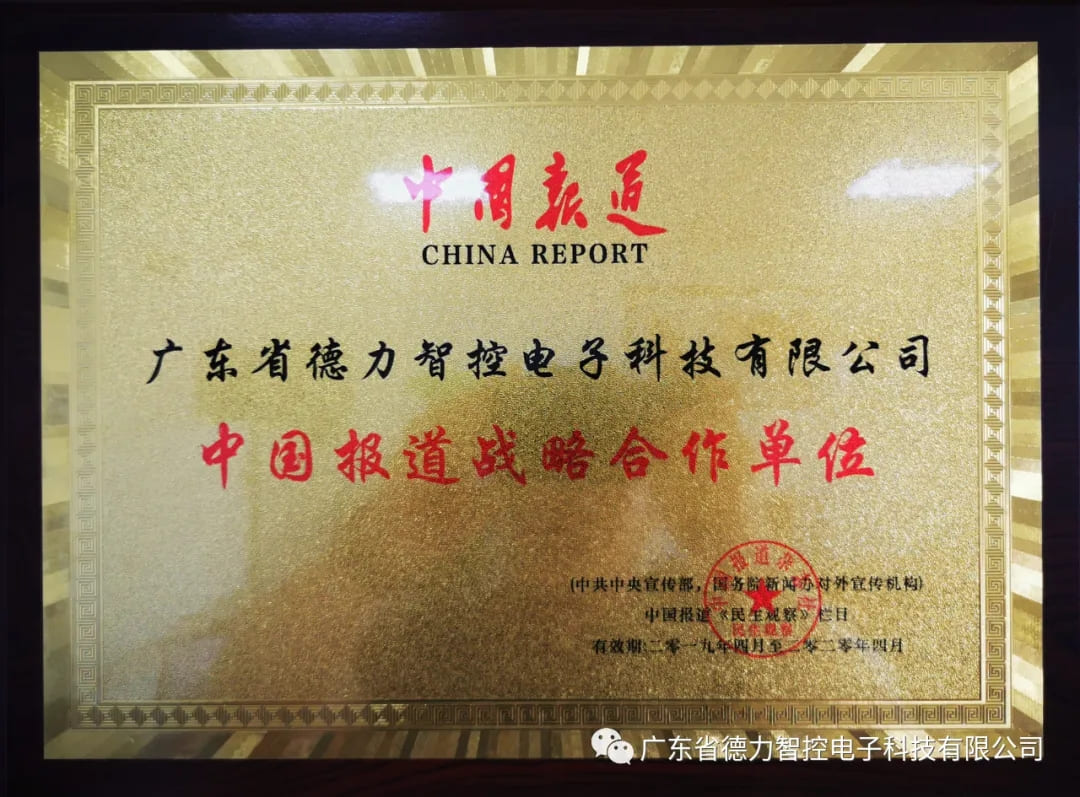 中国报道
CHINA REPORT
广东省德力智控电子科技有限公司
中国报道战略合作单位
(中共中央宣传部，国务院新闻办对外宣传机构)
中国报道《民生观察》栏目
民生观察
有效期:二零一九年四月至二零二零年四月
广东省德力智控电子科技有限公司